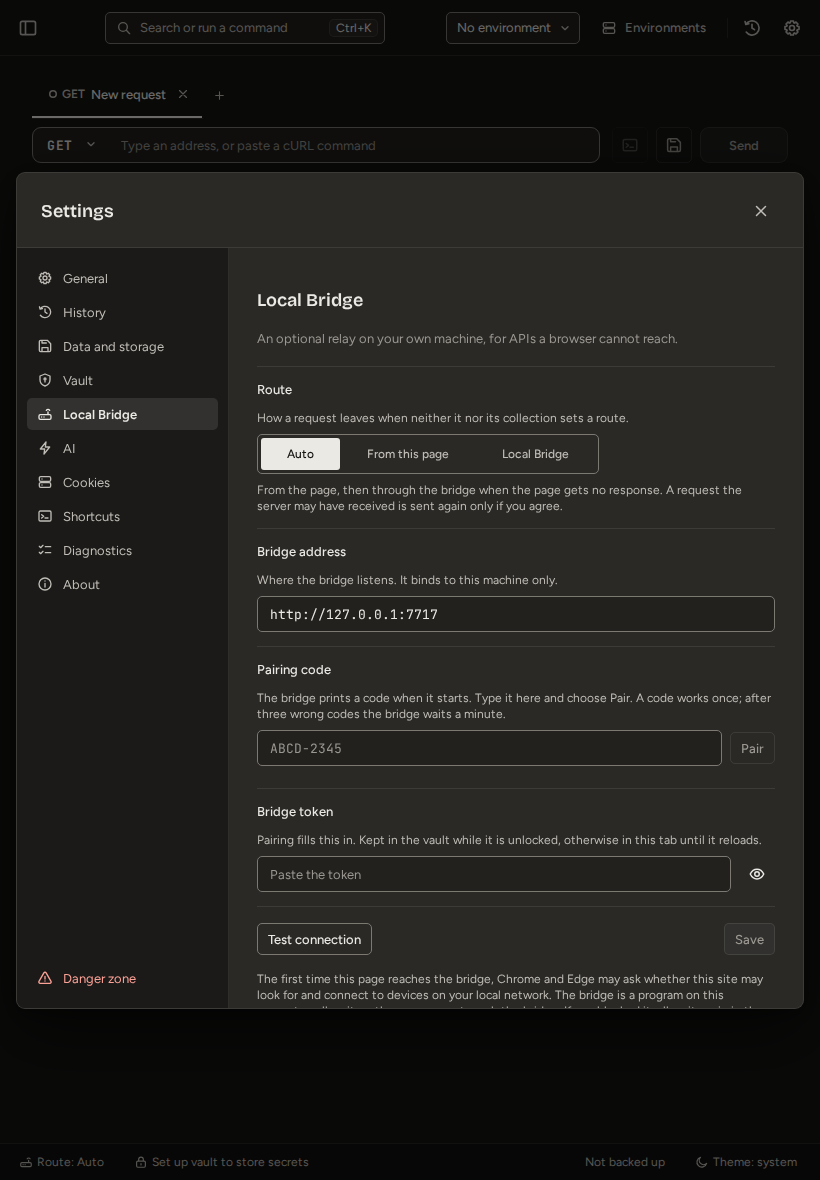 Search or run a command Ctrl+K No environment Environments
GET New request
GET Type an address, or paste a cURL command Send
Settings
General
History
Data and storage
Vault
Local Bridge
AI
Cookies
Shortcuts
Diagnostics
About
Danger zone
Local Bridge
An optional relay on your own machine, for APIs a browser cannot reach.
Route
How a request leaves when neither it nor its collection sets a route.
Auto From this page Local Bridge
From the page, then through the bridge when the page gets no response. A request the
server may have received is sent again only if you agree.
Bridge address
Where the bridge listens. It binds to this machine only.
http://127.0.0.1:7717
Pairing code
The bridge prints a code when it starts. Type it here and choose Pair. A code works once; after
three wrong codes the bridge waits a minute.
ABCD-2345 Pair
Bridge token
Pairing fills this in. Kept in the vault while it is unlocked, otherwise in this tab until it reloads.
Paste the token
Test connection Save
The first time this page reaches the bridge, Chrome and Edge may ask whether this site may
look for and connect to devices on your local network. The bridge is a program on this
Route: Auto Set up vault to store secrets Not backed up Theme: system